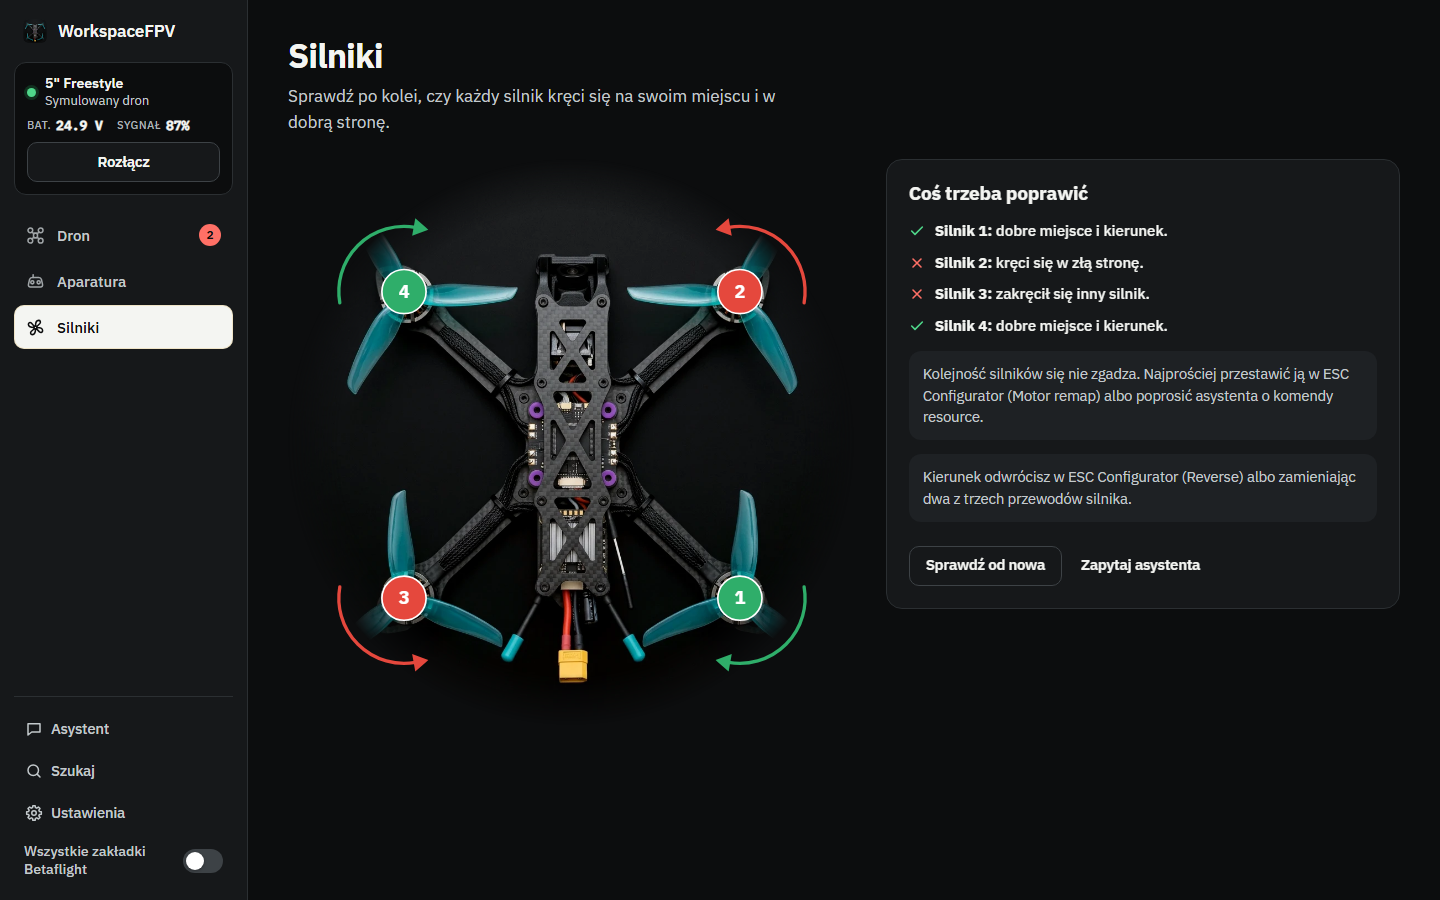 WorkspaceFPV
5" Freestyle
Symulowany dron
BAT. 24.9 V SYGNAŁ 87%
Rozłącz
Dron 2
Aparatura
Silniki
Asystent
Szukaj
Ustawienia
Wszystkie zakładki
Betaflight
Silniki
Sprawdź po kolei, czy każdy silnik kręci się na swoim miejscu i w
dobrą stronę.
4
2
3
1
Coś trzeba poprawić
Silnik 1: dobre miejsce i kierunek.
Silnik 2: kręci się w złą stronę.
Silnik 3: zakręcił się inny silnik.
Silnik 4: dobre miejsce i kierunek.
Kolejność silników się nie zgadza. Najprościej przestawić ją w ESC
Configurator (Motor remap) albo poprosić asystenta o komendy
resource.
Kierunek odwrócisz w ESC Configurator (Reverse) albo zamieniając
dwa z trzech przewodów silnika.
Sprawdź od nowa
Zapytaj asystenta